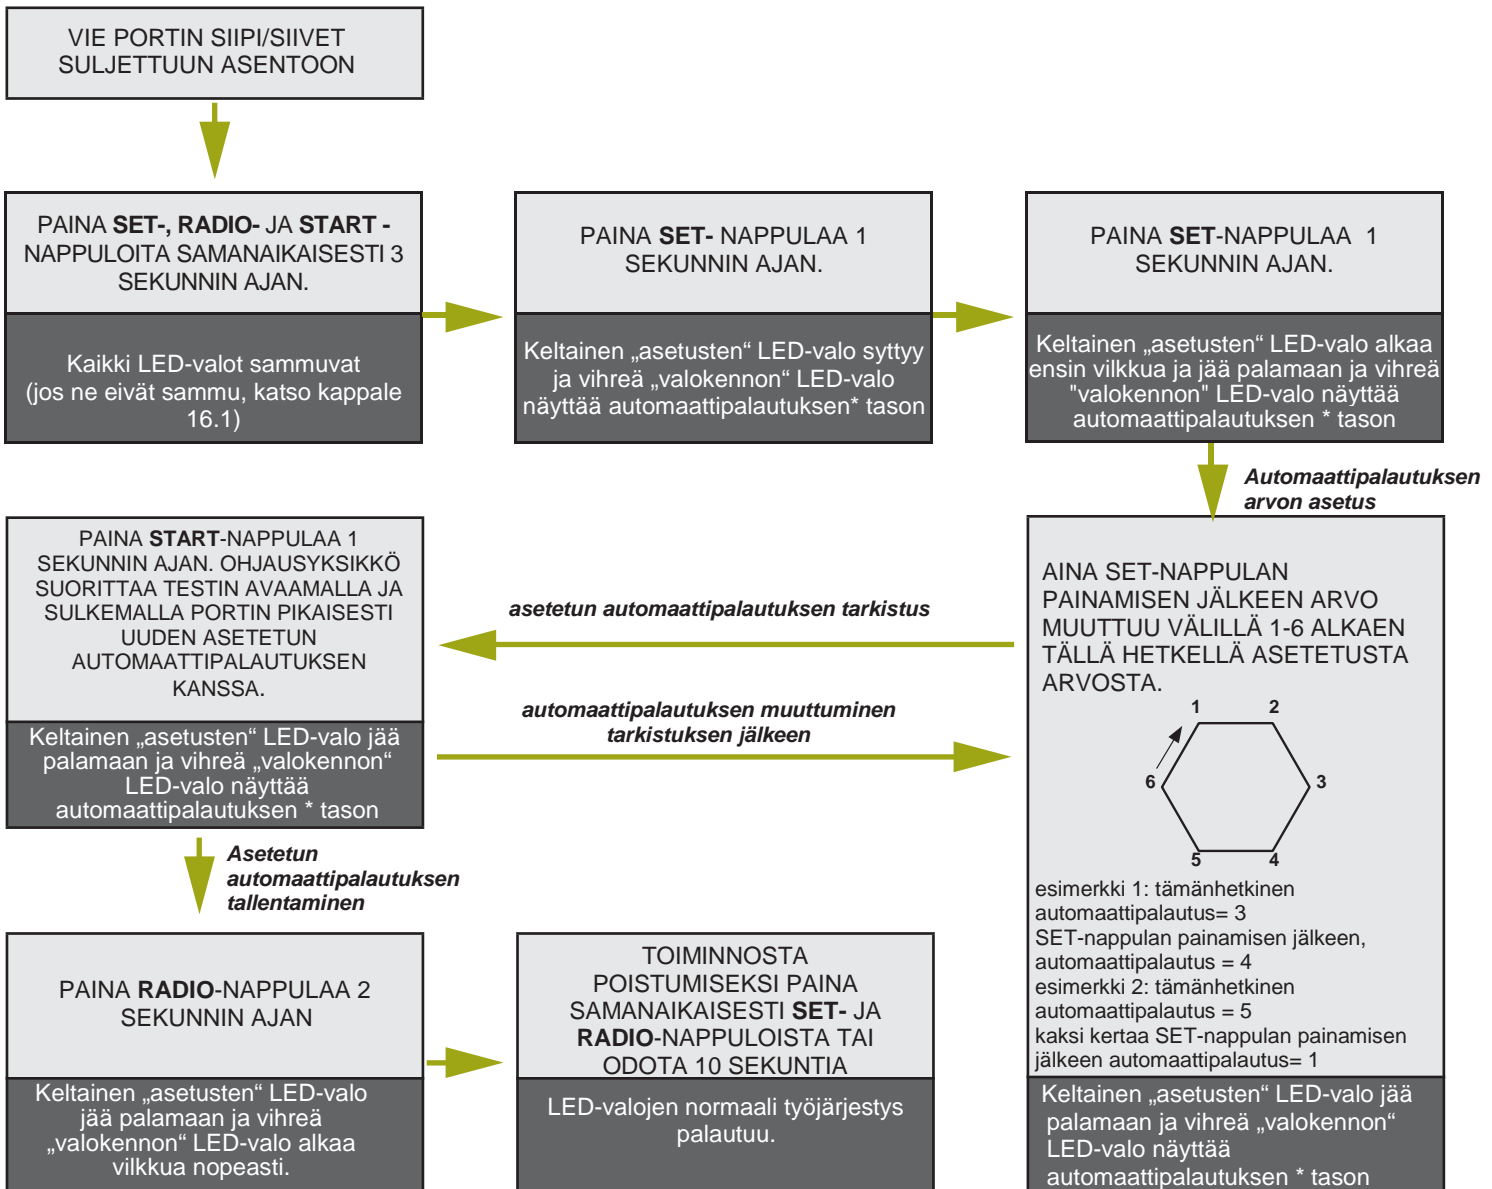 VIE PORTIN SIIPI/SIIVET
SULJETTUUN ASENTOON
PAINA SET-, RADIO- JA START -
NAPPULOITA SAMANAIKAISESTI 3
SEKUNNIN AJAN.
Kaikki LED-valot sammuvat
(jos ne eivät sammu, katso kappale
16.1)
PAINA SET- NAPPULAA 1
SEKUNNIN AJAN.
Keltainen „asetusten“ LED-valo syttyy
ja vihreä „valokennon“ LED-valo
näyttää automaattipalautuksen* tason
PAINA SET-NAPPULAA 1
SEKUNNIN AJAN.
Keltainen „asetusten“ LED-valo alkaa
ensin vilkkua ja jää palamaan ja vihreä
"valokennon" LED-valo näyttää
automaattipalautuksen * tason
Automaattipalautuksen
arvon asetus
AINA SET-NAPPULAN
PAINAMISEN JÄLKEEN ARVO
MUUTTUU VÄLILLÄ 1-6 ALKAEN
TÄLLÄ HETKELLÄ ASETETUSTA
ARVOSTA.
1 2
6 3
5 4
esimerkki 1: tämänhetkinen
automaattipalautus= 3
SET-nappulan painamisen jälkeen,
automaattipalautus = 4
esimerkki 2: tämänhetkinen
automaattipalautus = 5
kaksi kertaa SET-nappulan painamisen
jälkeen automaattipalautus= 1
Keltainen „asetusten“ LED-valo jää
palamaan ja vihreä „valokennon“
LED-valo näyttää
automaattipalautuksen * tason
asetetun automaattipalautuksen tarkistus
automaattipalautuksen muuttuminen
tarkistuksen jälkeen
PAINA START-NAPPULAA 1
SEKUNNIN AJAN. OHJAUSYKSIKKÖ
SUORITTAA TESTIN AVAAMALLA JA
SULKEMALLA PORTIN PIKAISESTI
UUDEN ASETETUN
AUTOMAATTIPALAUTUKSEN
KANSSA.
Keltainen „asetusten“ LED-valo jää
palamaan ja vihreä „valokennon“
LED-valo näyttää
automaattipalautuksen * tason
Asetetun
automaattipalautuksen
tallentaminen
PAINA RADIO-NAPPULAA 2
SEKUNNIN AJAN
Keltainen „asetusten“ LED-valo
jää palamaan ja vihreä
„valokennon“ LED-valo alkaa
vilkkua nopeasti.
TOIMINNOSTA
POISTUMISEKSI PAINA
SAMANAIKAISESTI SET- JA
RADIO-NAPPULOISTA TAI
ODOTA 10 SEKUNTIA
LED-valojen normaali työjärjestys
palautuu.